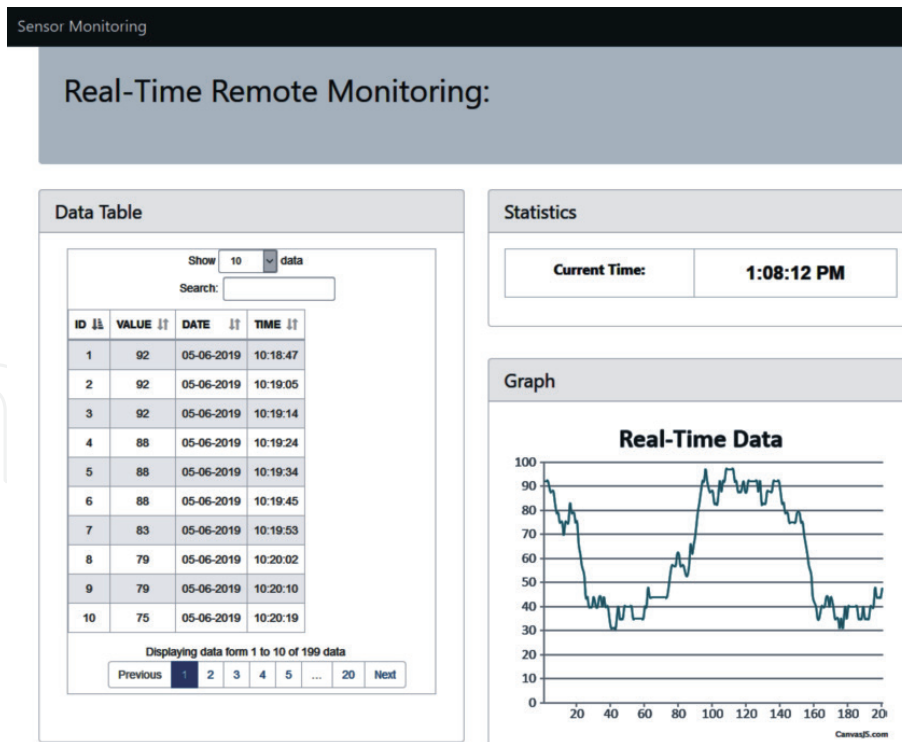 Sensor Monitoring
Real-Time Remote Monitoring:
Data Table
Show 10 data
Search:
ID VALUE DATE TIME
1 92 05-06-2019 10:18:47
2 92 05-06-2019 10:19:05
3 92 05-06-2019 10:19:14
4 88 05-06-2019 10:19:24
5 88 05-06-2019 10:19:34
6 88 05-06-2019 10:19:45
7 83 05-06-2019 10:19:53
8 79 05-06-2019 10:20:02
9 79 05-06-2019 10:20:10
10 75 05-06-2019 10:20:19
Displaying data form 1 to 10 of 199 data
Previous 1 2 3 4 5 ... 20 Next
Statistics
Current Time: 1:08:12 PM
Graph
Real-Time Data
100
90
80
70
60
50
40
30
20
10
0
20 40 60 80 100 120 140 160 180
CanvasJS.com